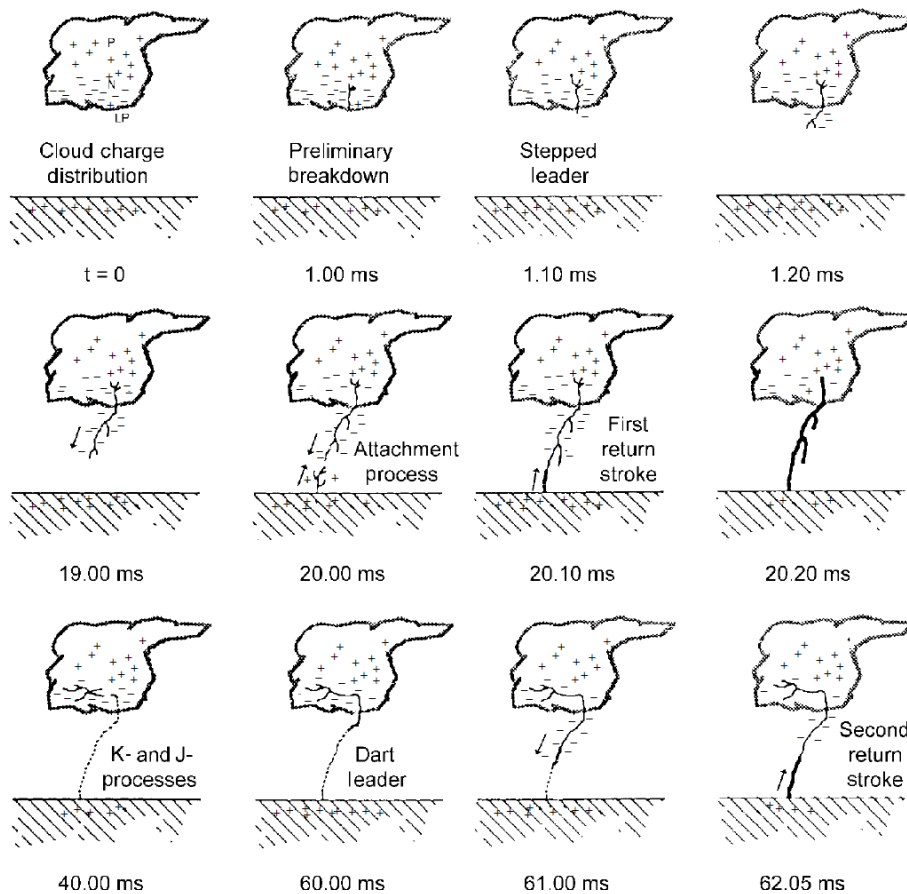 P
N
LP
Cloud charge
distribution
Preliminary
breakdown
Stepped
leader
t = 0
1.00 ms
1.10 ms
1.20 ms
Attachment
process
First
return
stroke
19.00 ms
20.00 ms
20.10 ms
20.20 ms
K- and J-
processes
Dart
leader
Second
return
stroke
40.00 ms
60.00 ms
61.00 ms
62.05 ms